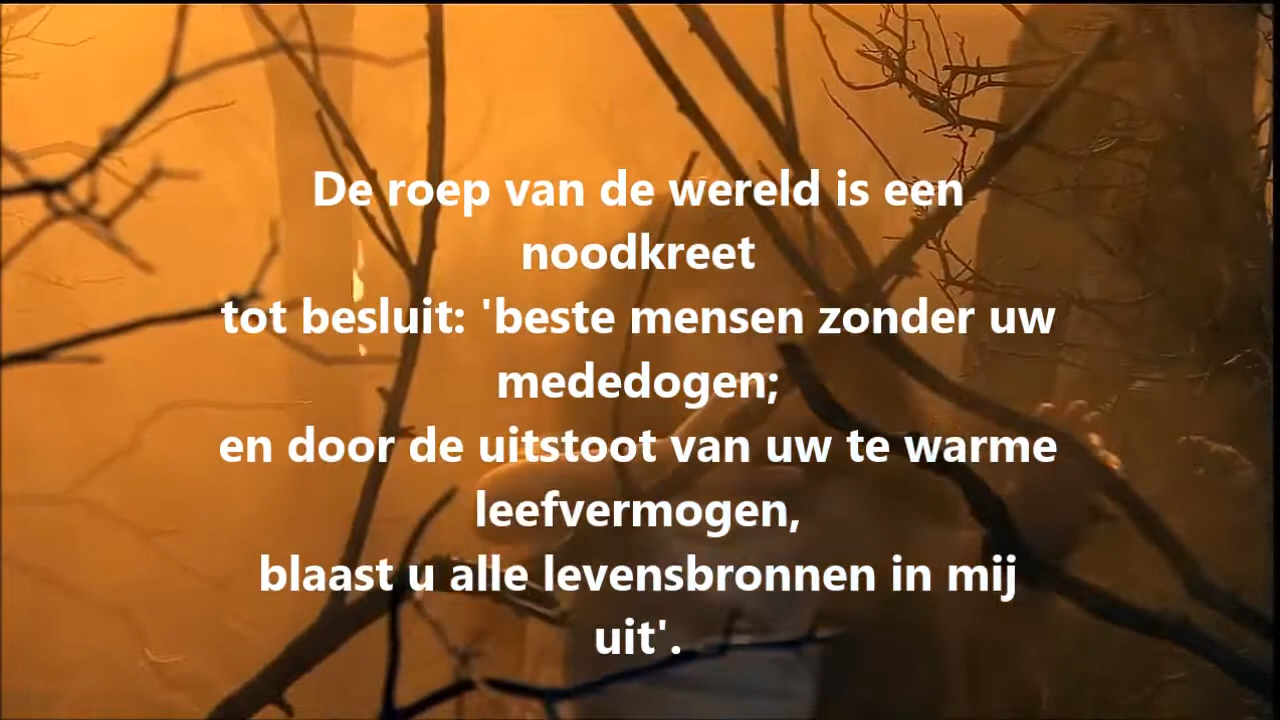 De roep van de wereld is een
noodkreet
tot besluit: 'beste mensen zonder uw
mededogen;
en door de uitstoot van uw te warme
leefvermogen,
blaast u alle levensbronnen in mij
uit'.